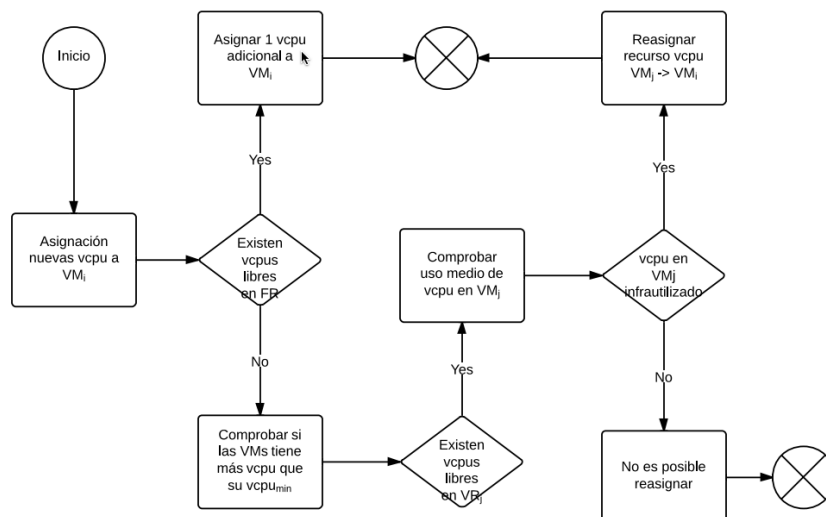 Inicio
Asignar 1 vcpu
adicional a
VMi
Reasignar
recurso vcpu
VMj -> VMi
Yes
Yes
Asignación
nuevas vcpu a
VMi
Existen
vcpus
libres
en FR
Comprobar
uso medio de
vcpu en VMj
vcpu en
VMj
infrautilizado
No
Yes
No
Comprobar si
las VMs tiene
más vcpu que
su vcpumin
Existen
vcpus
libres
en VRj
No es posible
reasignar